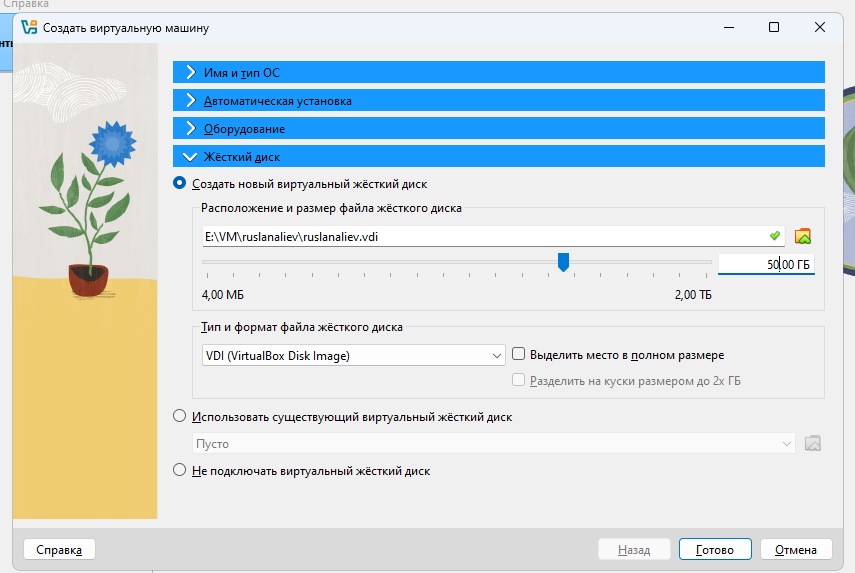 Справка
Создать виртуальную машину
Имя и тип ОС
Автоматическая установка
Оборудование
Жёсткий диск
Создать новый виртуальный жёсткий диск
Расположение и размер файла жёсткого диска
E:\VM\ruslanaliev\ruslanaliev.vdi
50,00 ГБ
4,00 МБ
2,00 ТБ
Тип и формат файла жёсткого диска
VDI (VirtualBox Disk Image)
Выделить место в полном размере
Разделить на куски размером до 2х ГБ
Использовать существующий виртуальный жёсткий диск
Пусто
Не подключать виртуальный жёсткий диск
Справка
Назад
Готово
Отмена